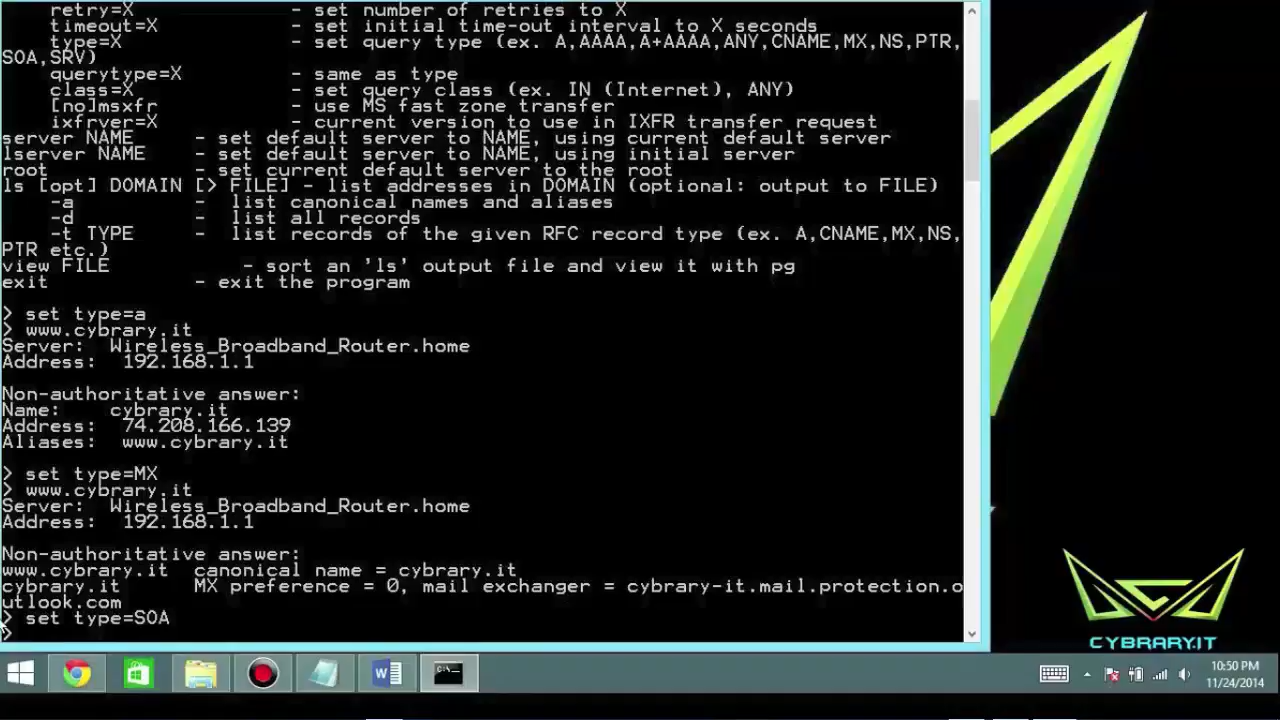 retry=X - set number of retries to X
timeout=X - set initial time-out interval to X seconds
type=X - set query type (ex. A,AAAA,A+AAAA,ANY,CNAME,MX,NS,PTR,
SOA,SRV)
querytype=X - same as type
class=X - set query class (ex. IN (Internet), ANY)
[no]msxfr - use MS fast zone transfer
ixfrver=X - current version to use in IXFR transfer request
server NAME - set default server to NAME, using current default server
lserver NAME - set default server to NAME, using initial server
root - set current default server to the root
ls [opt] DOMAIN [> FILE] - list addresses in DOMAIN (optional: output to FILE)
-a - list canonical names and aliases
-d - list all records
-t TYPE - list records of the given RFC record type (ex. A,CNAME,MX,NS,
PTR etc.)
view FILE - sort an 'ls' output file and view it with pg
exit - exit the program
> set type=a
> www.cybrary.it
Server: Wireless_Broadband_Router.home
Address: 192.168.1.1
Non-authoritative answer:
Name: cybrary.it
Address: 74.208.166.139
Aliases: www.cybrary.it
> set type=MX
> www.cybrary.it
Server: Wireless_Broadband_Router.home
Address: 192.168.1.1
Non-authoritative answer:
www.cybrary.it canonical name = cybrary.it
cybrary.it MX preference = 0, mail exchanger = cybrary-it.mail.protection.o
utlook.com
> set type=SOA
>
CYBRARY.IT
10:50 PM
11/24/2014